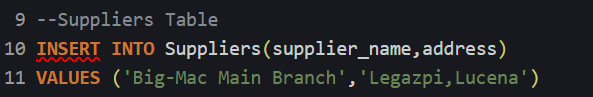 9 --Suppliers Table
10 INSERT INTO Suppliers(supplier_name,address)
11 VALUES ('Big-Mac Main Branch','Legazpi,Lucena')